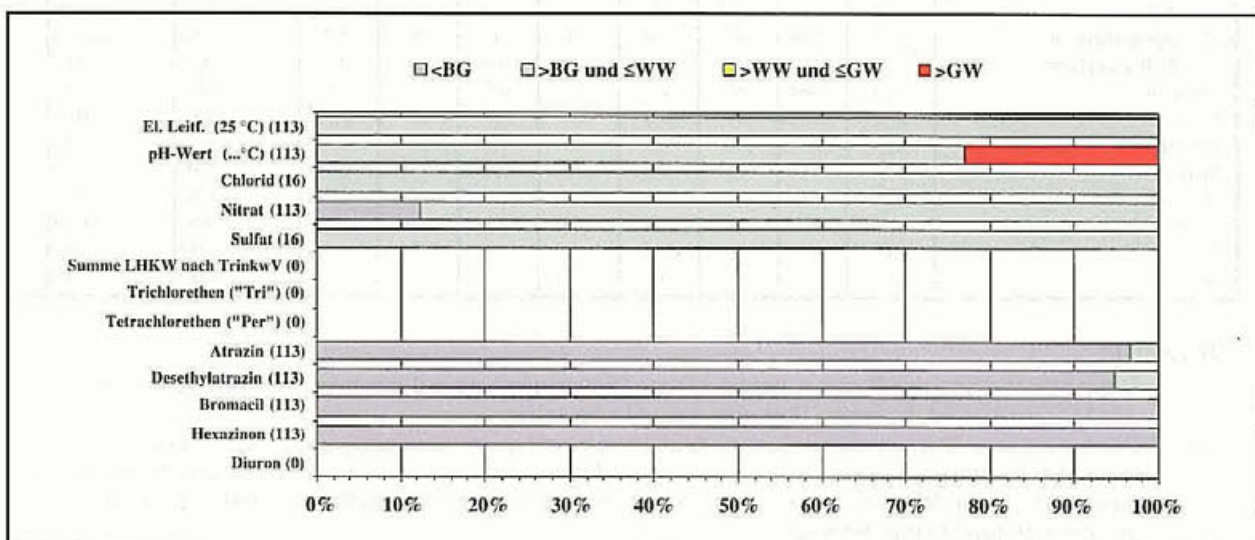 <BG >BG und ≤WW >WW und ≤GW >GW
El. Leitf. (25 °C) (113)
pH-Wert (...°C) (113)
Chlorid (16)
Nitrat (113)
Sulfat (16)
Summe LHKW nach TrinkwV (0)
Trichlorethen ("Tri") (0)
Tetrachlorethen ("Per") (0)
Atrazin (113)
Desethylatrazin (113)
Bromacil (113)
Hexazinon (113)
Diuron (0)
0% 10% 20% 30% 40% 50% 60% 70% 80% 90% 100%